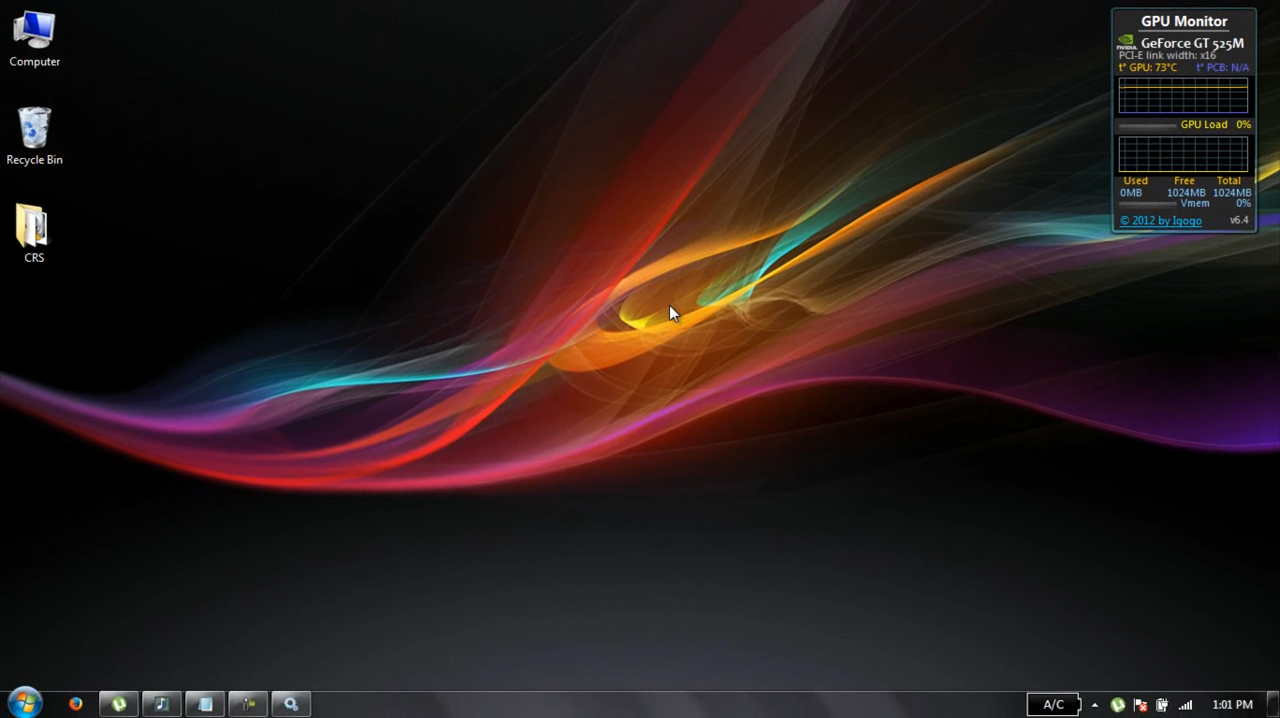 Computer
Recycle Bin
CRS
GPU Monitor
NVIDIA GeForce GT 525M
PCI-E link width: x16
t° GPU: 73°C t° PCB: N/A
GPU Load 0%
Used Free Total
0MB 1024MB 1024MB
Vmem 0%
© 2012 by Igogo v6.4
A/C 1:01 PM